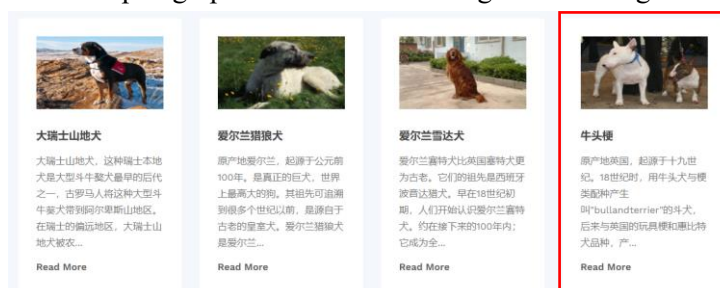 大瑞士山地犬
大瑞士山地犬，这种瑞士本地
犬是大型斗牛獒犬最早的后代
之一，古罗马人将这种大型斗
牛獒犬带到阿尔卑斯山地区。
在瑞士的偏远地区，大瑞士山
地犬被农...
Read More
爱尔兰猎狼犬
原产地爱尔兰，起源于公元前
100年。是真正的巨犬，世界
上最高大的狗。其祖先可追溯
到很多个世纪以前，是源自于
古老的皇室犬。爱尔兰猎狼犬
是爱尔兰...
Read More
爱尔兰雪达犬
爱尔兰塞特犬比英国塞特犬更
为古老。它们的祖先是西班牙
波音达猎犬。早在18世纪初
期，人们开始认识爱尔兰塞特
犬。约在接下来的100年内；
它成为全...
Read More
牛头梗
原产地英国，起源于十九世
纪。18世纪时，用牛头犬与梗
类配种产生
叫"bullandterrier"的斗犬，
后来与英国的玩具梗和惠比特
犬品种，产...
Read More